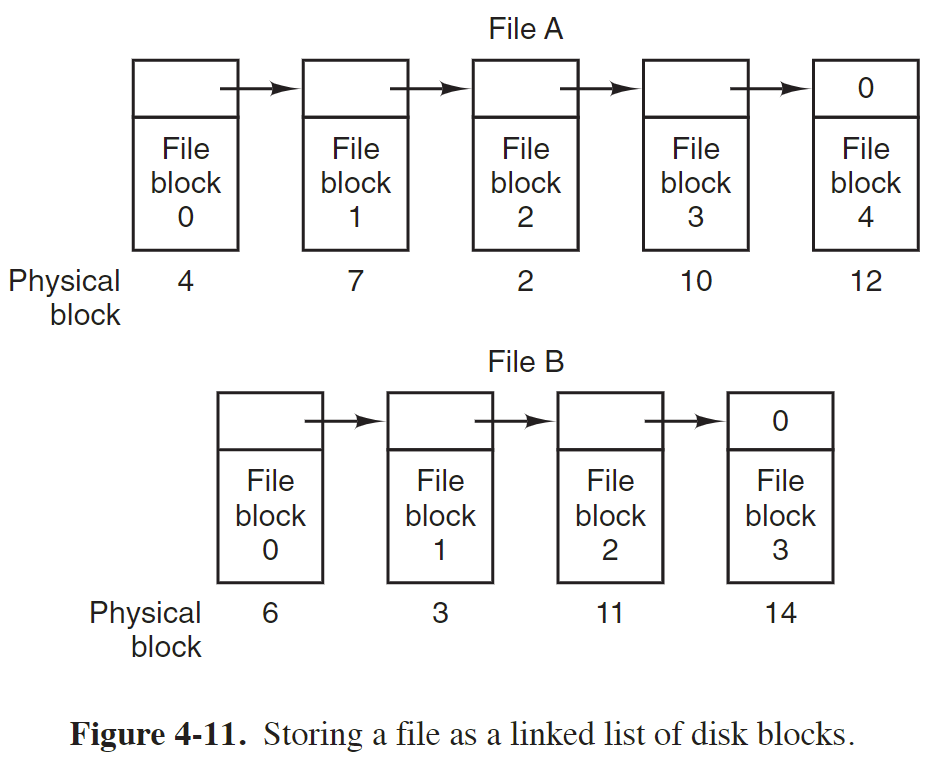 File A
0
File File File File File
block block block block block
0 1 2 3 4
Physical 4 7 2 10 12
block
File B
0
File File File File
block block block block
0 1 2 3
Physical 6 3 11 14
block
Figure 4-11. Storing a file as a linked list of disk blocks.